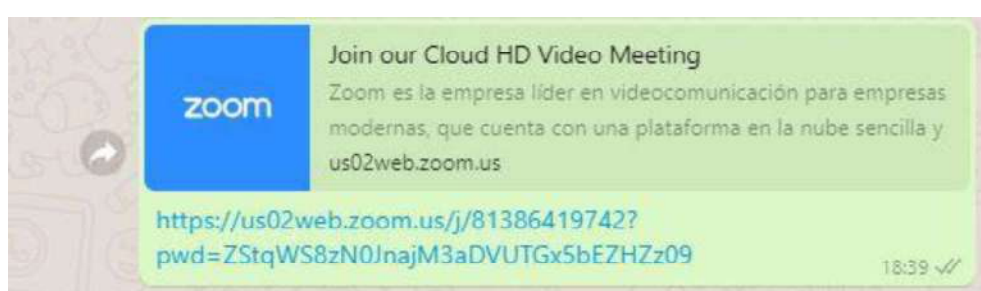 zoom
Join our Cloud HD Video Meeting
Zoom es la empresa líder en videocomunicación para empresas
modernas, que cuenta con una plataforma en la nube sencilla y
us02web.zoom.us
https://us02web.zoom.us/j/81386419742?
pwd=ZStqWS8zN0JnajM3aDVUTGx5bEZHZz09
18:39